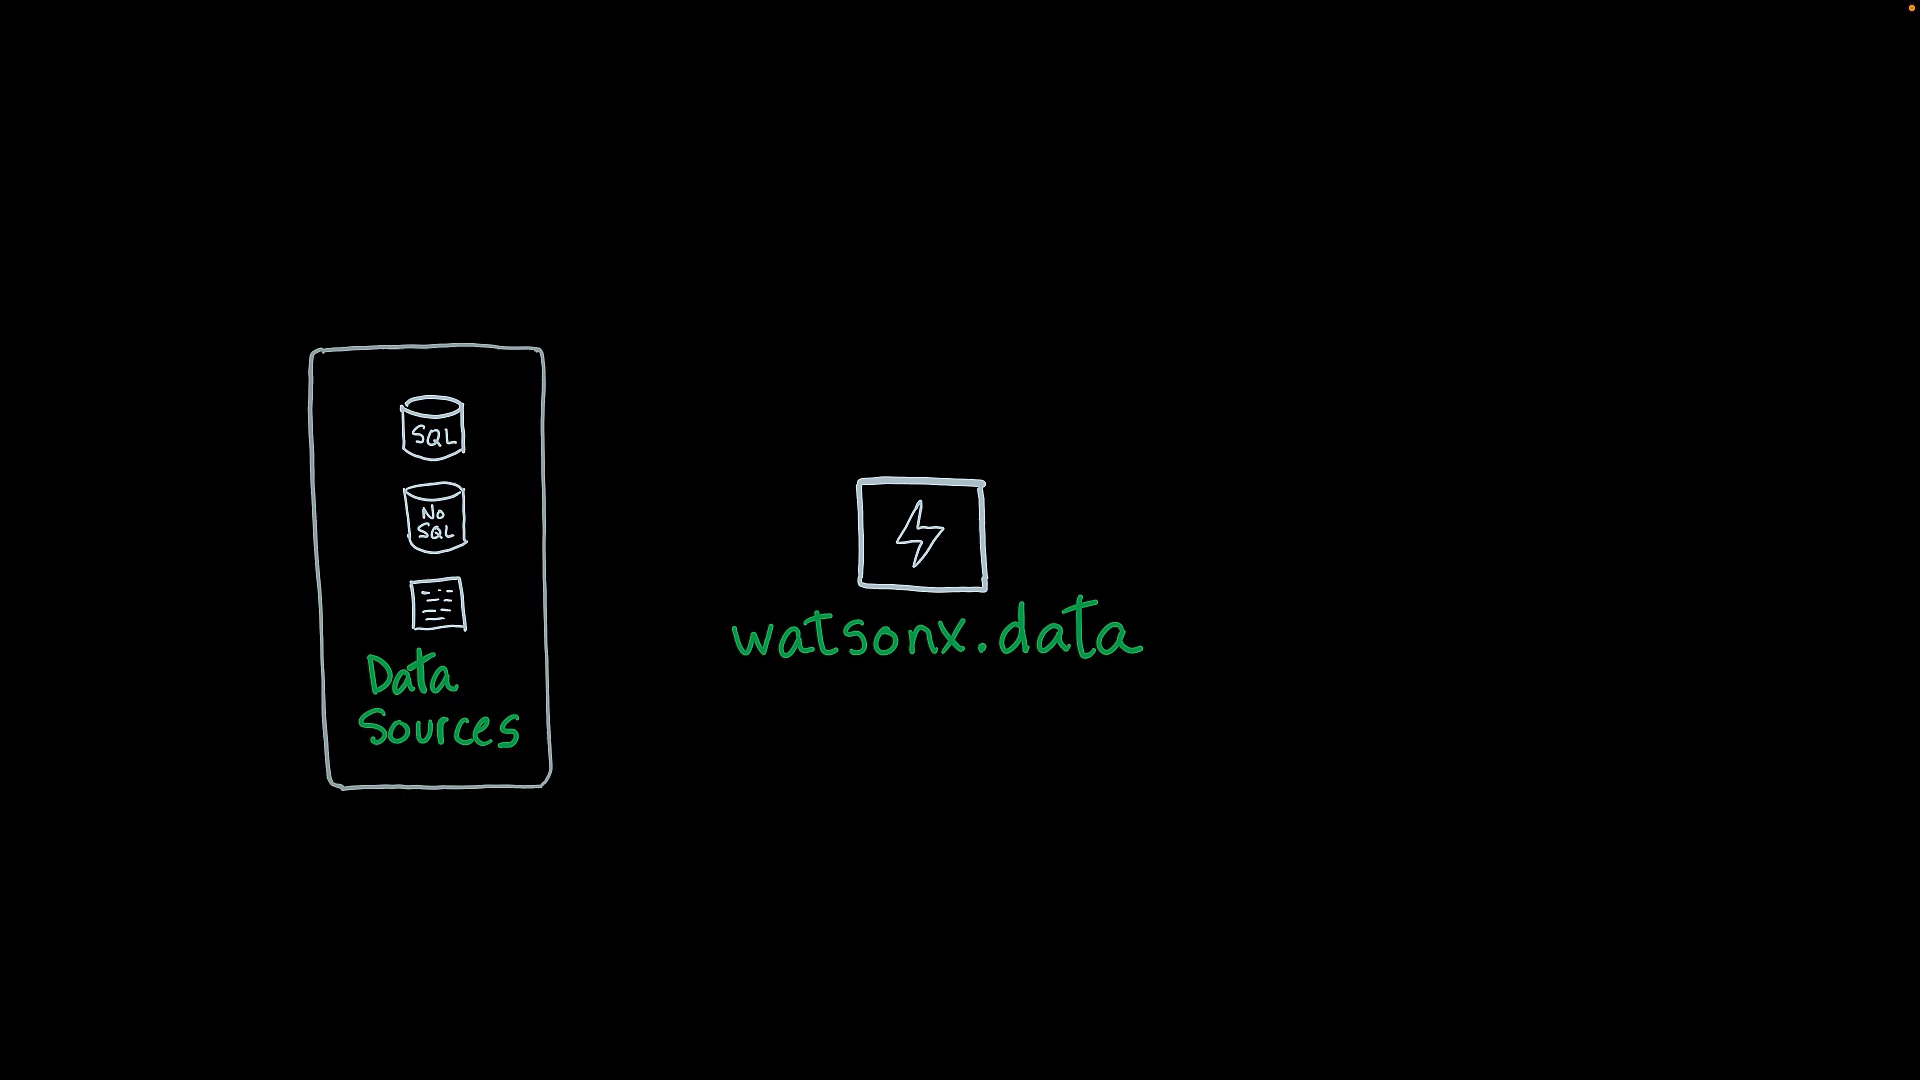 SQL
No
SQL
Data
Sources
watsonx.data